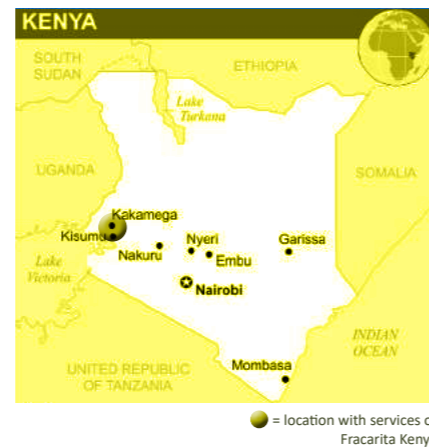 KENYA
SOUTH
SUDAN
ETHIOPIA
Lake
Turkana
UGANDA
SOMALIA
Kakamega
Kisumu
Nyeri
Garissa
Nakuru
Embu
Lake
Victoria
Nairobi
INDIAN
OCEAN
UNITED REPUBLIC
OF TANZANIA
Mombasa
= location with services
Fracarita